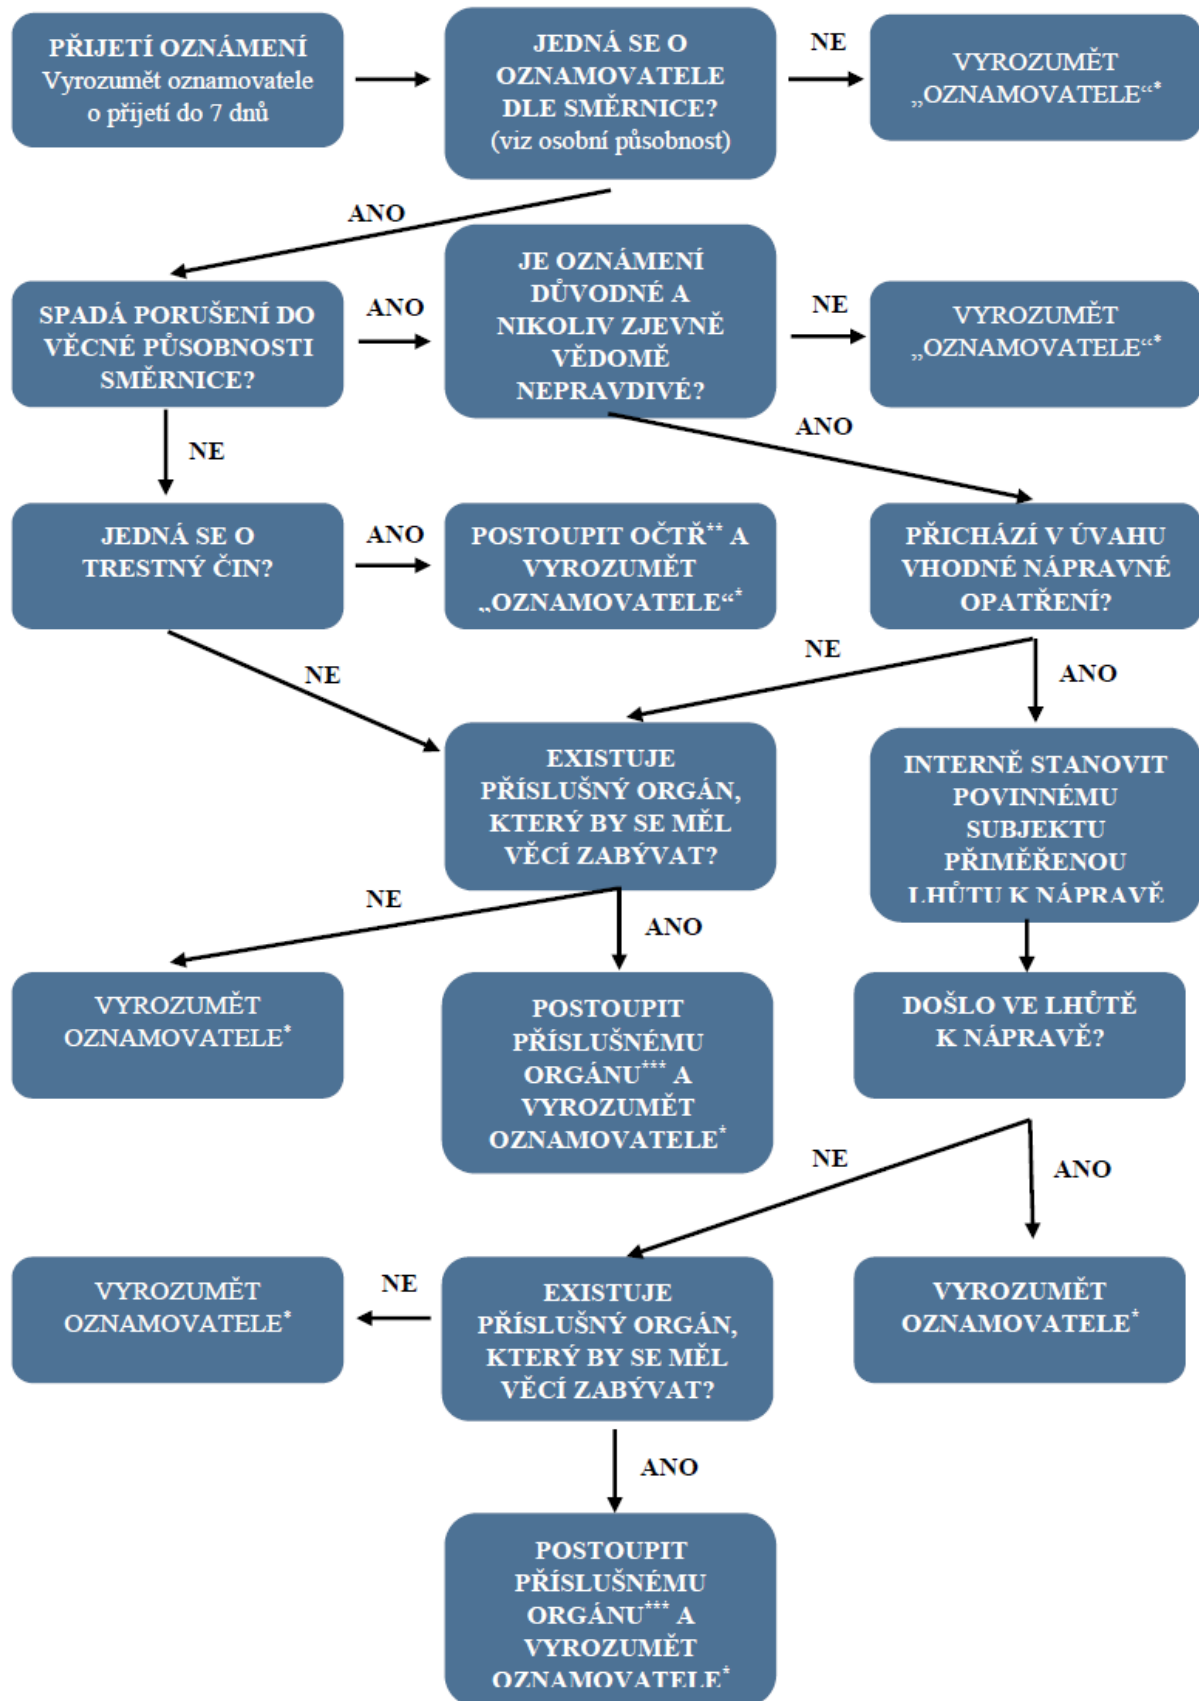 PŘIJETÍ OZNÁMENÍ
Vyrozumět oznamovatele
o přijetí do 7 dnů
JEDNÁ SE O
OZNAMOVATELE
DLE SMĚRNICE?
(viz osobní působnost)
NE
VYROZUMĚT
„OZNAMOVATELE“*
ANO
SPADÁ PORUŠENÍ DO
VĚCNÉ PŮSOBNOSTI
SMĚRNICE?
ANO
JE OZNÁMENÍ
DŮVODNÉ A
NIKOLIV ZJEVNĚ
VĚDOMĚ
NEPRAVDIVÉ?
NE
VYROZUMĚT
„OZNAMOVATELE“*
NE
ANO
JEDNÁ SE O
TRESTNÝ ČIN?
ANO
POSTOUPIT OČTŘ** A
VYROZUMĚT
„OZNAMOVATELE“*
PŘICHÁZÍ V ÚVAHU
VHODNÉ NÁPRAVNÉ
OPATŘENÍ?
NE
NE
ANO
EXISTUJE
PŘÍSLUŠNÝ ORGÁN,
KTERÝ BY SE MĚL
VĚCÍ ZABÝVAT?
INTERNĚ STANOVIT
POVINNÉMU
SUBJEKTU
PŘIMĚŘENOU
LHŮTU K NÁPRAVĚ
NE
ANO
VYROZUMĚT
OZNAMOVATELE*
POSTOUPIT
PŘÍSLUŠNÉMU
ORGÁNU*** A
VYROZUMĚT
OZNAMOVATELE*
DOŠLO VE LHŮTĚ
K NÁPRAVĚ?
NE
ANO
VYROZUMĚT
OZNAMOVATELE*
NE
EXISTUJE
PŘÍSLUŠNÝ ORGÁN,
KTERÝ BY SE MĚL
VĚCÍ ZABÝVAT?
VYROZUMĚT
OZNAMOVATELE*
ANO
POSTOUPIT
PŘÍSLUŠNÉMU
ORGÁNU*** A
VYROZUMĚT
OZNAMOVATELE*